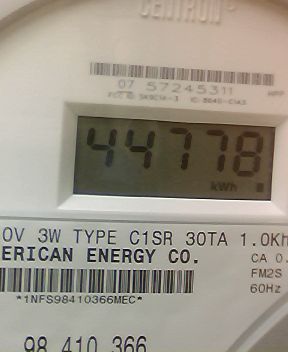 CENTRON®
07 57245311
44778
kWh
0V 3W TYPE C1SR 30TA 1.0Kh
ERICAN ENERGY CO.
CA 0.
FM2S
60Hz
*1NFS98410366MEC*
98 410 366